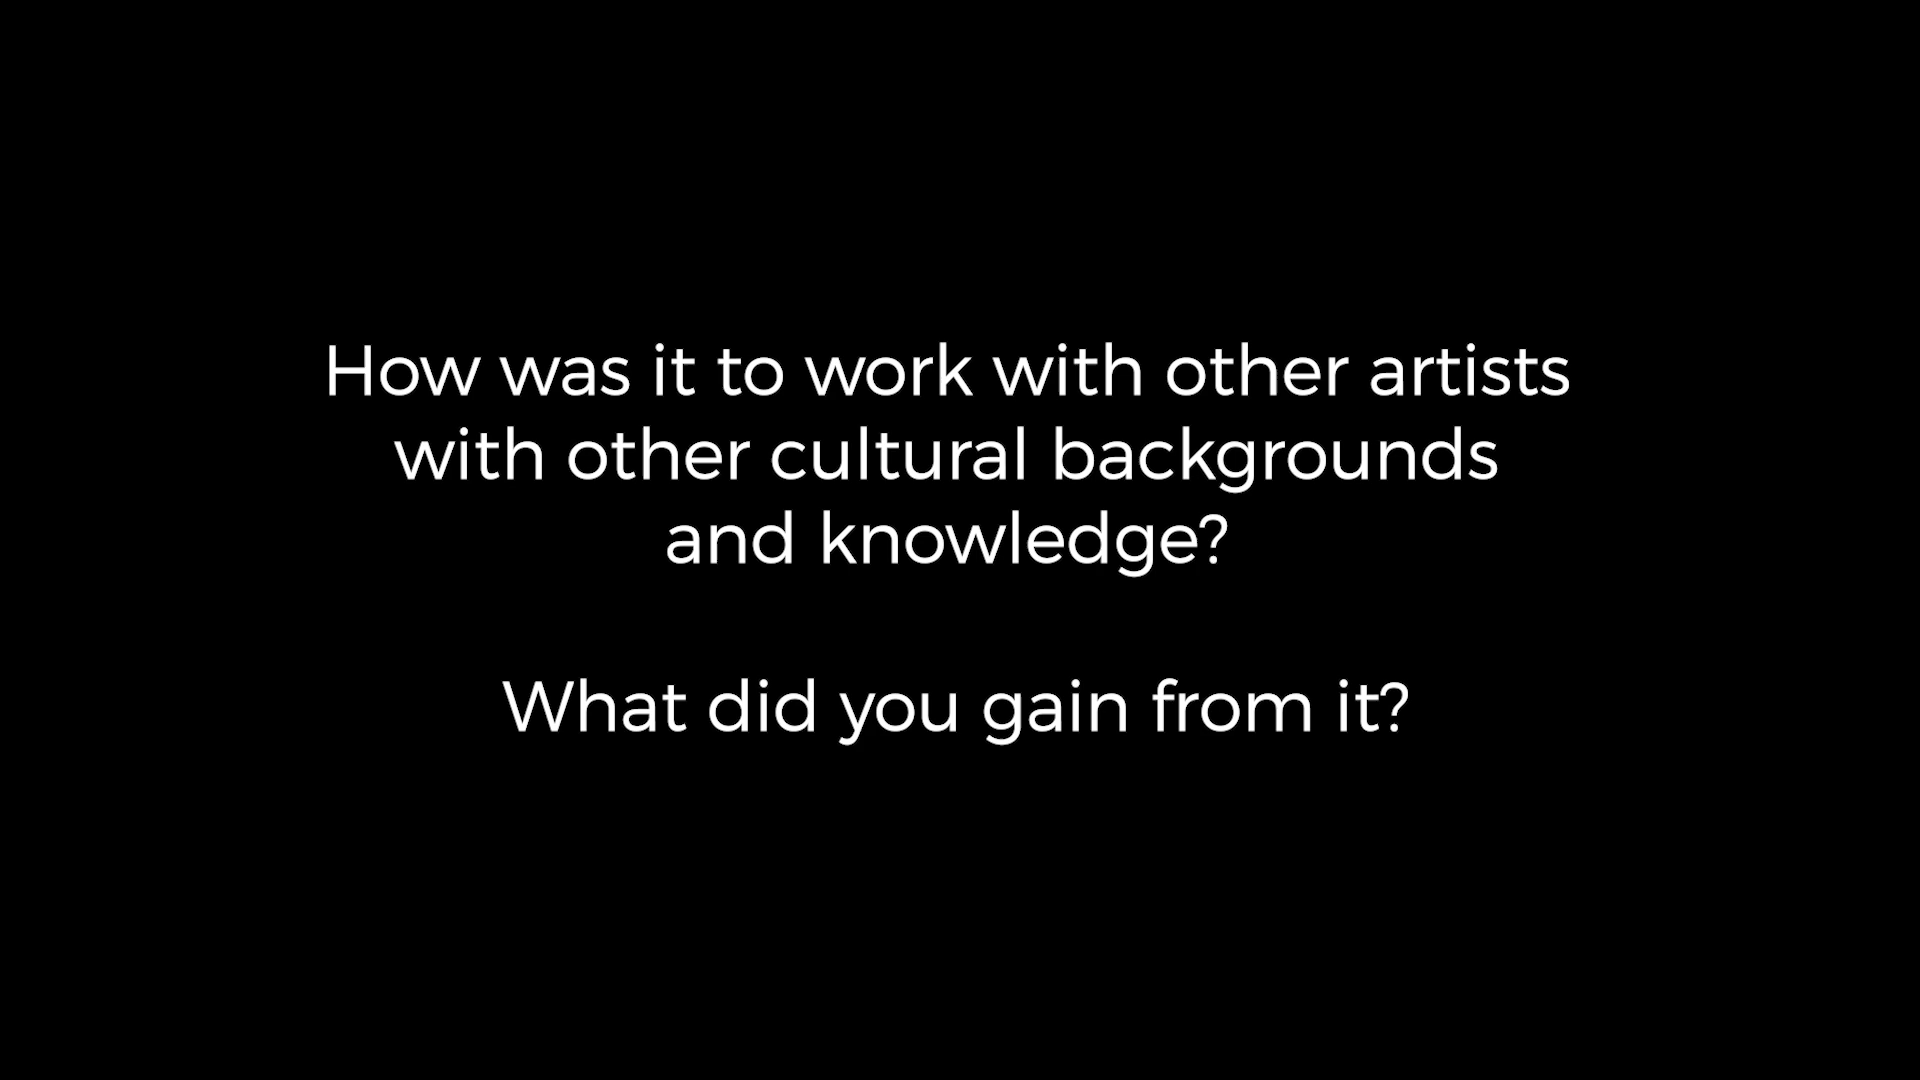 How was it to work with other artists
with other cultural backgrounds
and knowledge?
What did you gain from it?